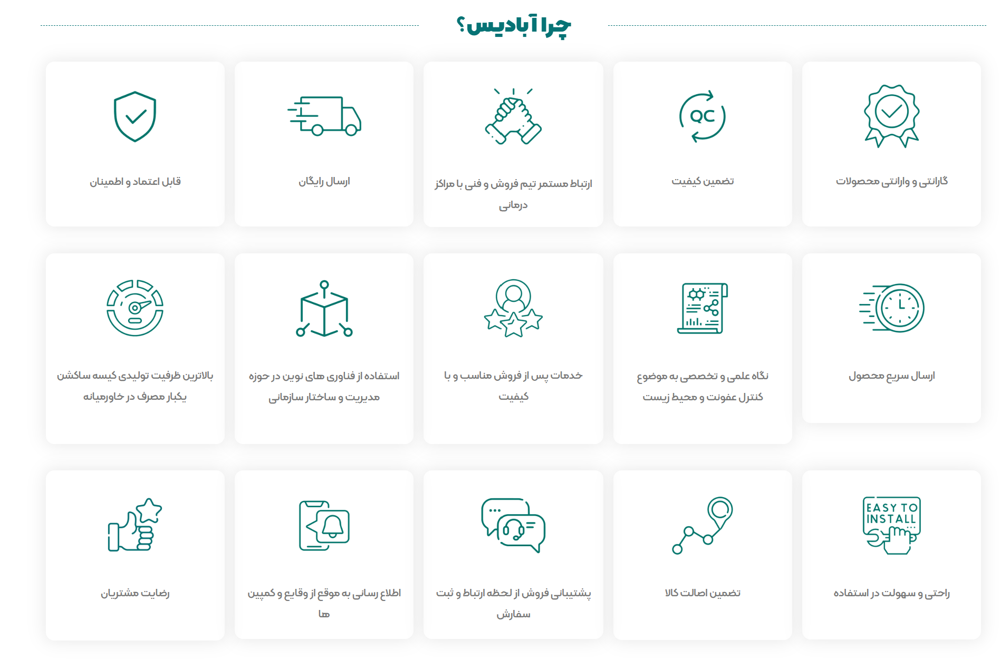 چرا آبادیس؟
QC
گارانتی و وارانتی محصولات
تضمین کیفیت
ارتباط مستمر تیم فروش و فنی با مراکز
درمانی
ارسال رایگان
قابل اعتماد و اطمینان
ارسال سریع محصول
نگاه علمی و تخصصی به موضوع
کنترل عفونت و محیط زیست
خدمات پس از فروش مناسب و با
کیفیت
استفاده از فناوری های نوین در حوزه
مدیریت و ساختار سازمانی
بالاترین ظرفیت تولیدی کیسه ساکشن
یکبار مصرف در خاورمیانه
EASY TO
INSTALL
راحتی و سهولت در استفاده
تضمین اصالت کالا
پشتیبانی فروش از لحظه ارتباط و ثبت
سفارش
اطلاع رسانی به موقع از وقایع و کمپین
ها
رضایت مشتریان